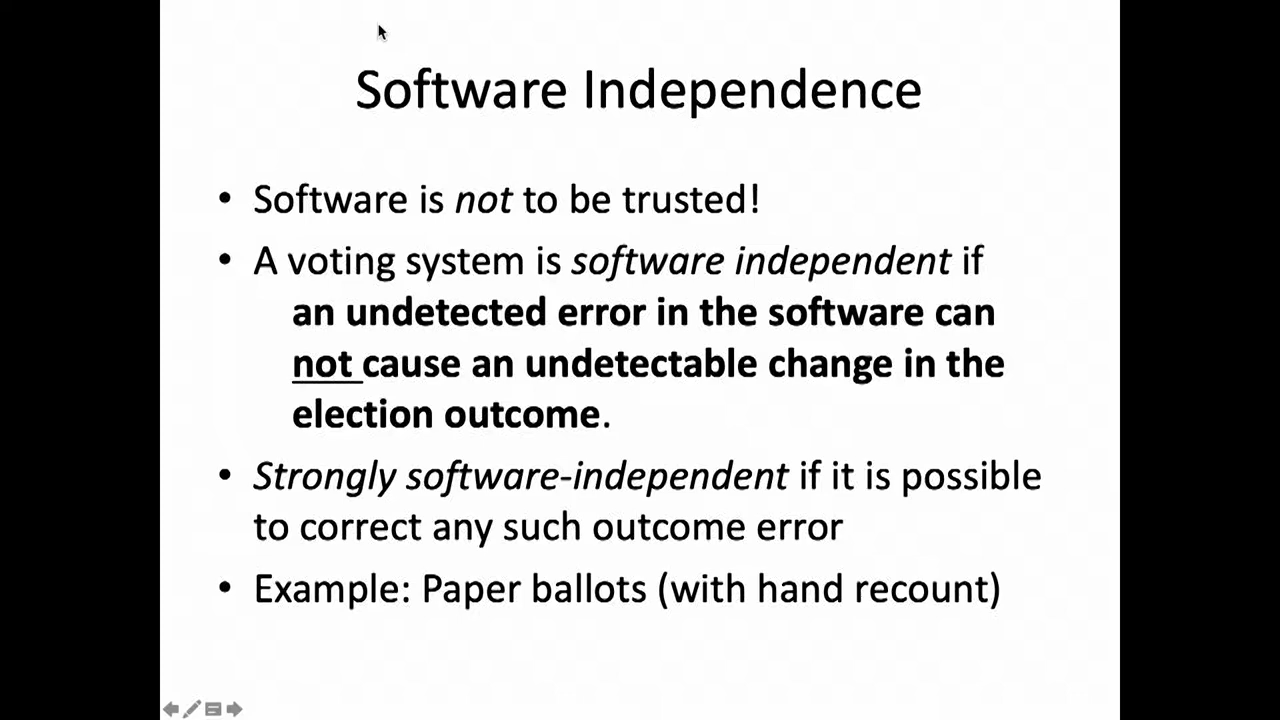 Software Independence
• Software is not to be trusted!
• A voting system is software independent if
an undetected error in the software can
not cause an undetectable change in the
election outcome.
• Strongly software-independent if it is possible
to correct any such outcome error
• Example: Paper ballots (with hand recount)